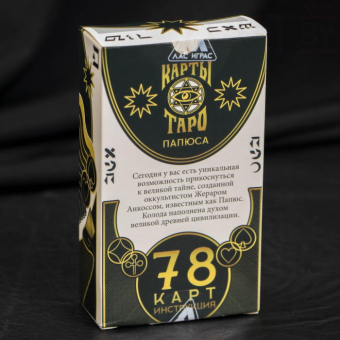 ЛАС ИГРАС
КАРТЫ
ТАРО
ПАПЮСА
Сегодня у вас есть уникальная
возможность прикоснуться
к великой тайне, созданной
оккультистом Жераром
Анкоссом, известным как Папюс.
Колода наполнена духом
великой древней цивилизации.
78
КАРТ
ИНСТРУКЦИЯ